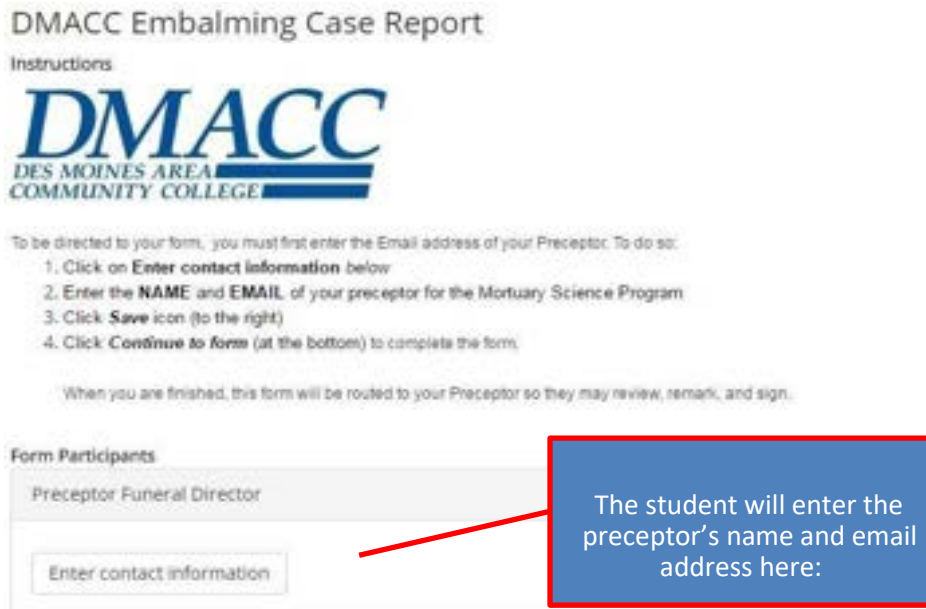 DMACC Embalming Case Report
Instructions
DMACC
DES MOINES AREA
COMMUNITY COLLEGE
To be directed to your form, you must first enter the Email address of your Preceptor. To do so:
1. Click on Enter contact information below
2. Enter the NAME and EMAIL of your preceptor for the Mortuary Science Program
3. Click Save icon (to the right)
4. Click Continue to form (at the bottom) to complete the form.
When you are finished, this form will be routed to your Preceptor so they may review, remark, and sign.
Form Participants
Preceptor Funeral Director
Enter contact information
The student will enter the
preceptor’s name and email
address here: